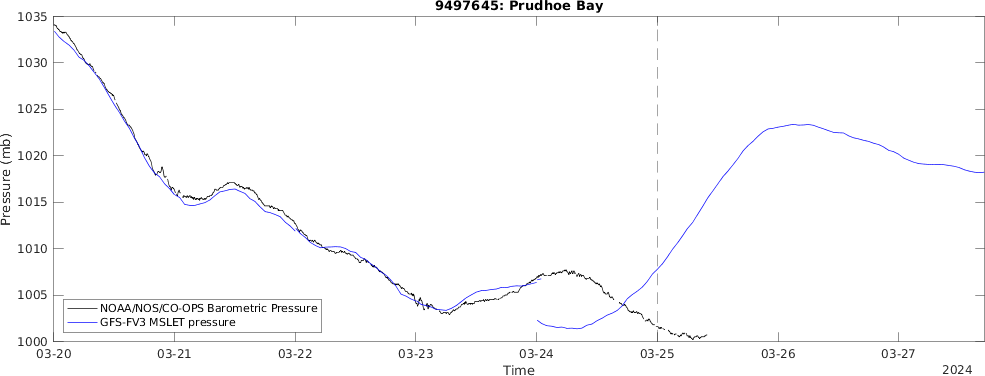 9497645: Prudhoe Bay
Pressure (mb)
1035
1030
1025
1020
1015
1010
1005
1000
NOAA/NOS/CO-OPS Barometric Pressure
GFS-FV3 MSLET pressure
03-20 03-21 03-22 03-23 03-24 03-25 03-26 03-27
Time
2024